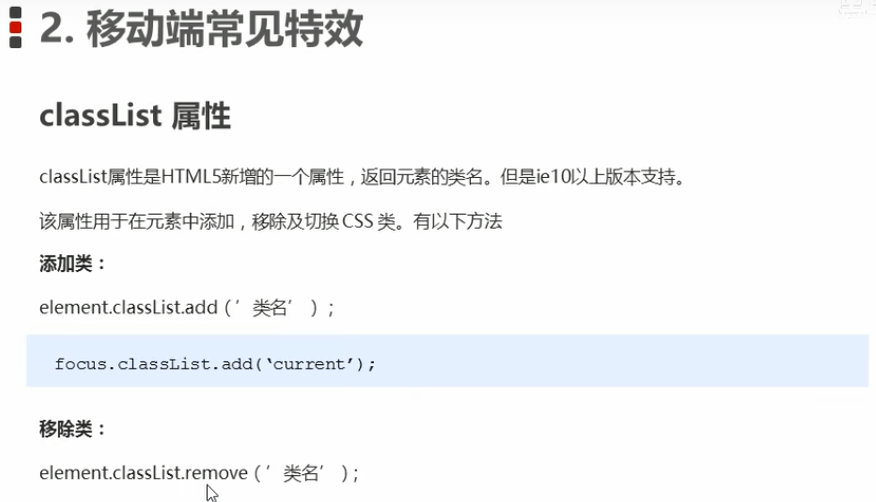 2. 移动端常见特效
classList 属性
classList属性是HTML5新增的一个属性，返回元素的类名。但是ie10以上版本支持。
该属性用于在元素中添加，移除及切换 CSS 类。有以下方法
添加类：
element.classList.add（’类名’）；
focus.classList.add(‘current’);
移除类：
element.classList.remove（’类名’）;